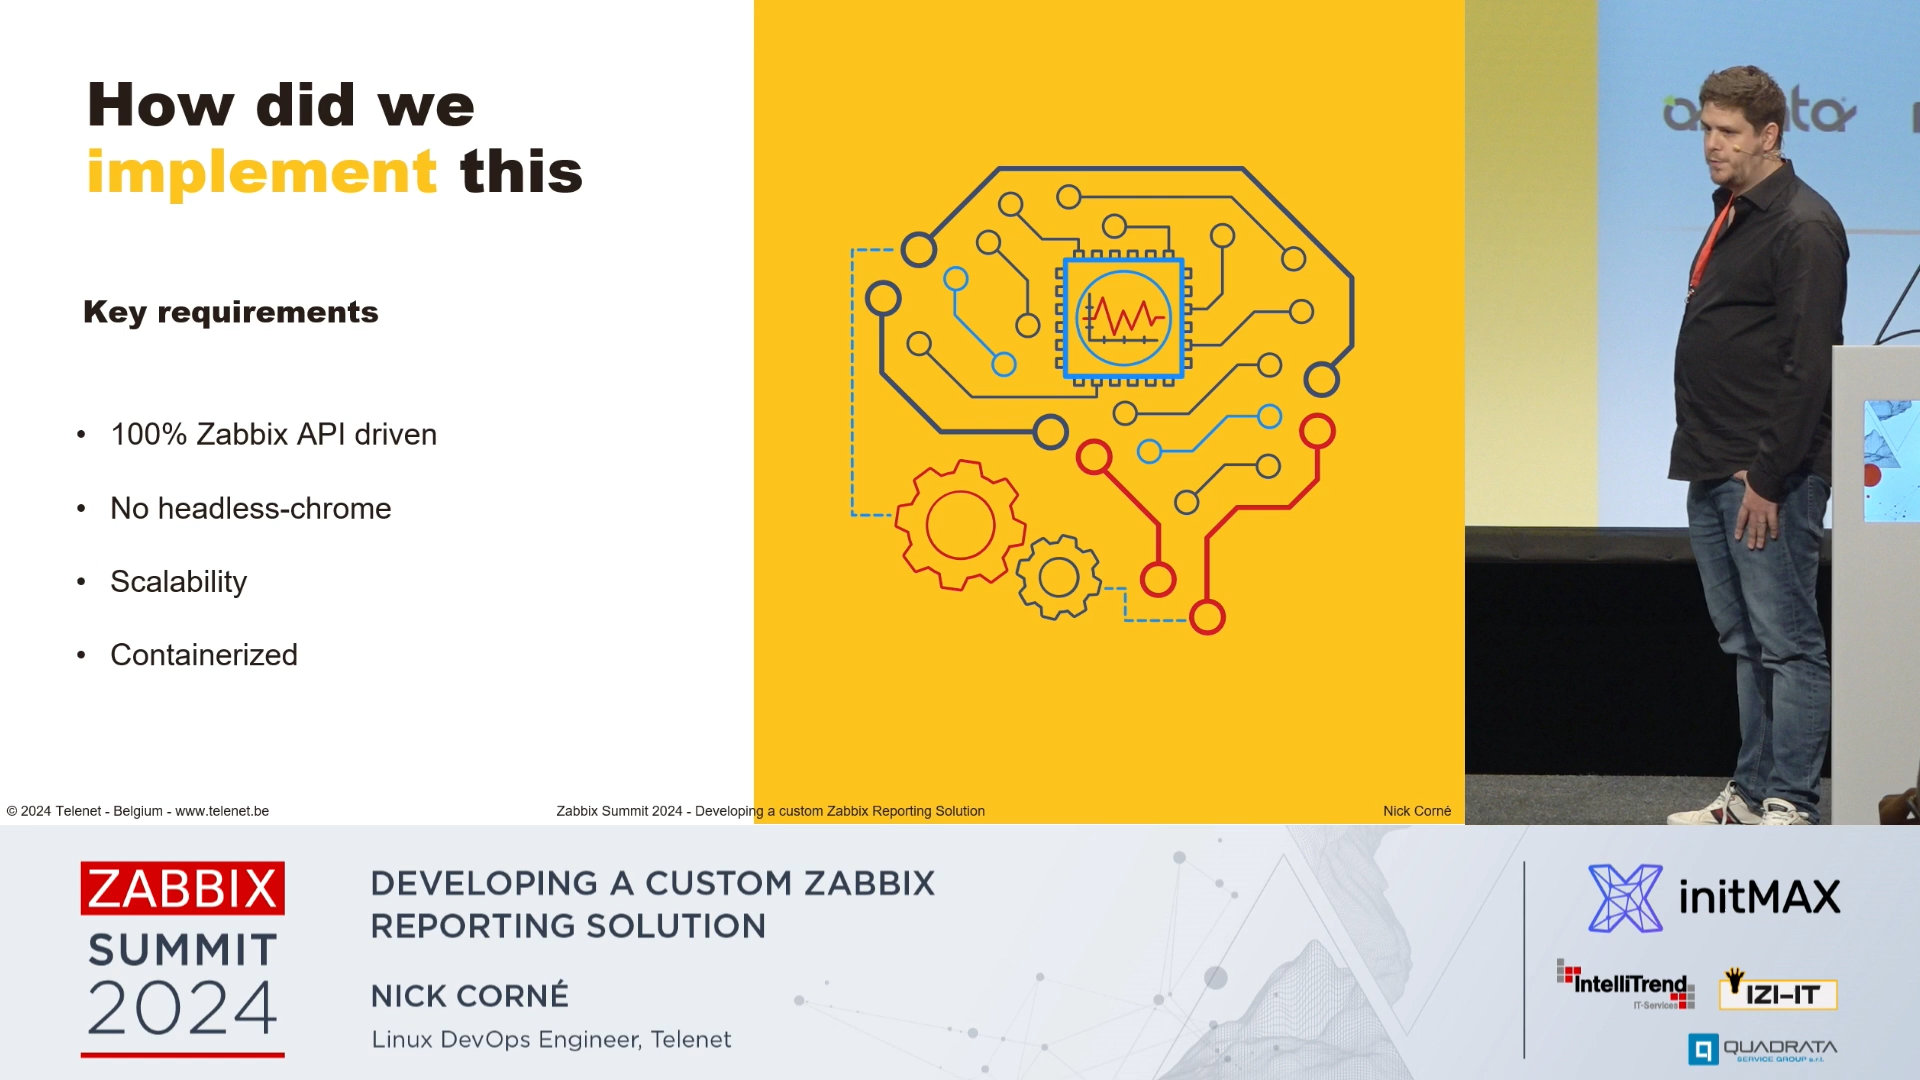 How did we
implement this
Key requirements
• 100% Zabbix API driven
• No headless-chrome
• Scalability
• Containerized
© 2024 Telenet - Belgium - www.telenet.be
Zabbix Summit 2024 - Developing a custom Zabbix Reporting Solution
Nick Corné
ZABBIX
SUMMIT
2024
DEVELOPING A CUSTOM ZABBIX
REPORTING SOLUTION
NICK CORNÉ
Linux DevOps Engineer, Telenet
initMAX
IntelliTrend
IT-Services
IZI-IT
QUADRATA
SERVICE GROUP s.r.l.